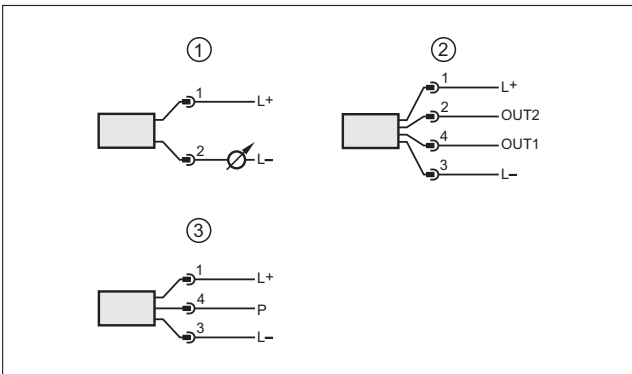 ① ②
1 L+
2 L–
1 L+
2 OUT2
4 OUT1
3 L–
③
1 L+
4 P
3 L–